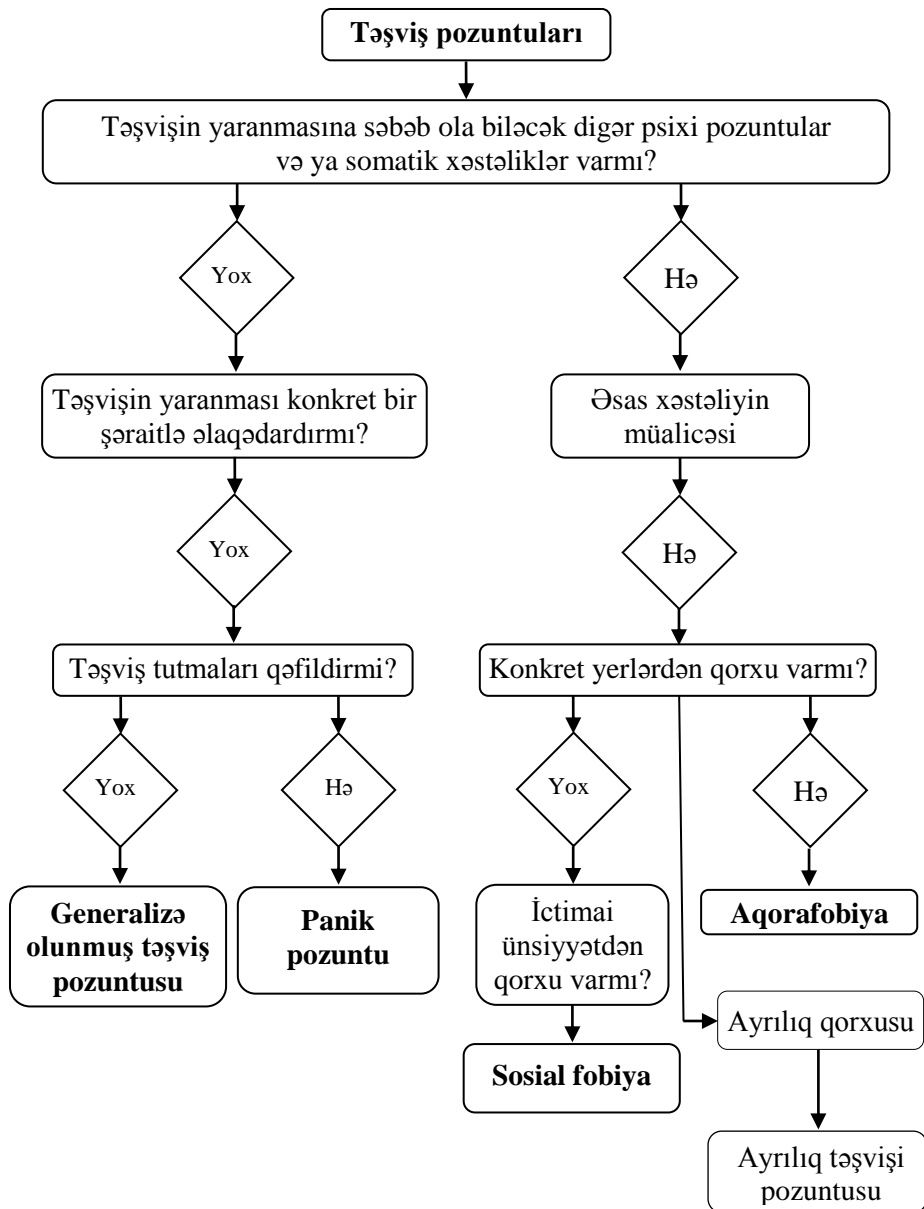 Təşviş pozuntuları
Təşvişin yaranmasına səbəb ola biləcək digər psixi pozuntular
və ya somatik xəstəliklər varmı?
Yox
Hə
Təşvişin yaranması konkret bir
şəraitlə əlaqədardırmı?
Əsas xəstəliyin
müalicəsi
Yox
Hə
Təşviş tutmaları qəfildirmi?
Konkret yerlərdən qorxu varmı?
Yox
Hə
Yox
Hə
Generalizə
olunmuş təşviş
pozuntusu
Panik
pozuntu
İctimai
ünsiyyətdən
qorxu varmı?
Aqorafobiya
Ayrılıq qorxusu
Sosial fobiya
Ayrılıq təşvişi
pozuntusu